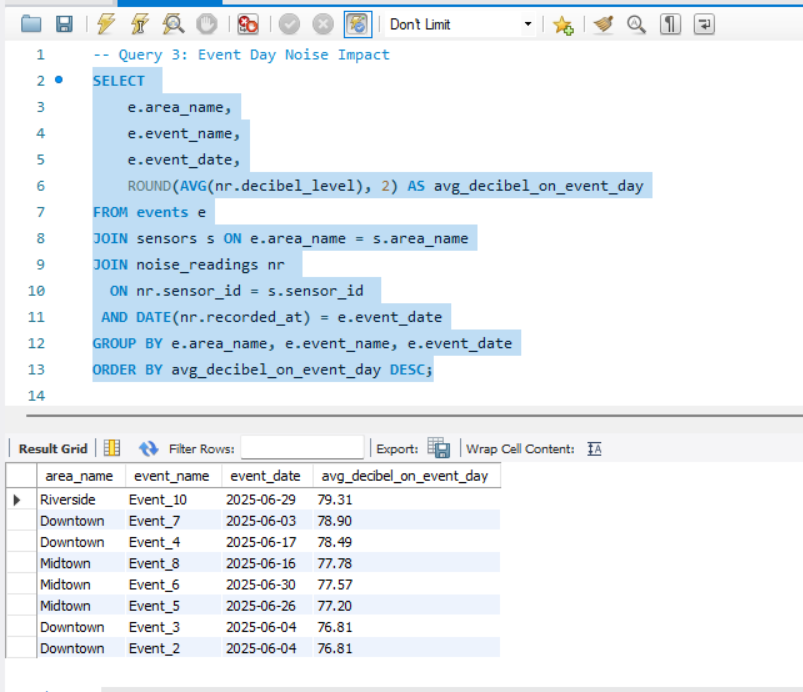 Don't Limit
1 -- Query 3: Event Day Noise Impact
2 SELECT
3 e.area_name,
4 e.event_name,
5 e.event_date,
6 ROUND(AVG(nr.decibel_level), 2) AS avg_decibel_on_event_day
7 FROM events e
8 JOIN sensors s ON e.area_name = s.area_name
9 JOIN noise_readings nr
10 ON nr.sensor_id = s.sensor_id
11 AND DATE(nr.recorded_at) = e.event_date
12 GROUP BY e.area_name, e.event_name, e.event_date
13 ORDER BY avg_decibel_on_event_day DESC;
14
Result Grid Filter Rows: Export: Wrap Cell Content:
area_name event_name event_date avg_decibel_on_event_day
Riverside Event_10 2025-06-29 79.31
Downtown Event_7 2025-06-03 78.90
Downtown Event_4 2025-06-17 78.49
Midtown Event_8 2025-06-16 77.78
Midtown Event_6 2025-06-30 77.57
Midtown Event_5 2025-06-26 77.20
Downtown Event_3 2025-06-04 76.81
Downtown Event_2 2025-06-04 76.81